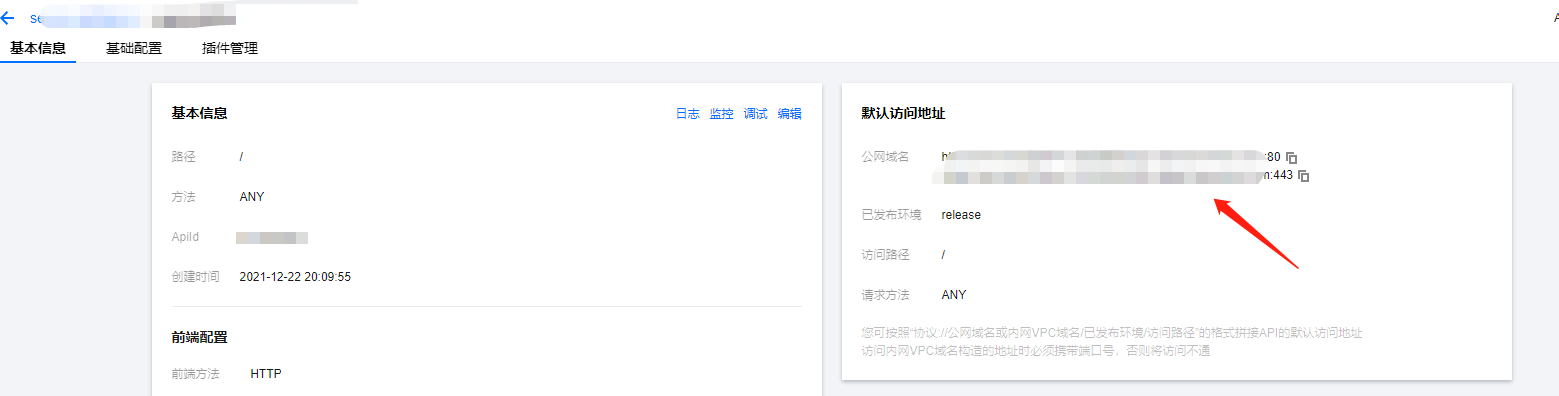 se
A
基本信息 基础配置 插件管理
基本信息 日志 监控 调试 编辑
路径 /
方法 ANY
ApiId
创建时间 2021-12-22 20:09:55
前端配置
前端方法 HTTP
默认访问地址
公网域名 ht :80
m:443
已发布环境 release
访问路径 /
请求方法 ANY
您可按照“协议://公网域名或内网VPC域名/已发布环境/访问路径”的格式拼接API的默认访问地址
访问内网VPC域名构造的地址时必须携带端口号，否则将访问不通